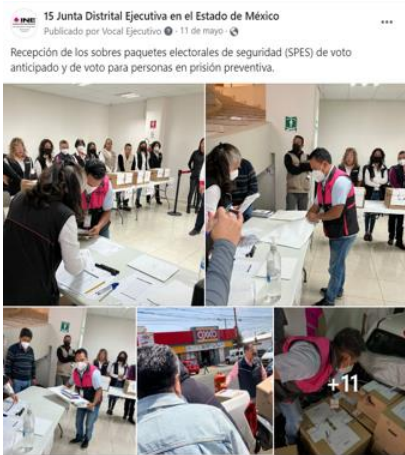 INE
15 Junta Distrital Ejecutiva en el Estado de México
Publicado por Vocal Ejecutivo · 11 de mayo ·
Recepción de los sobres paquetes electorales de seguridad (SPES) de voto
anticipado y de voto para personas en prisión preventiva.
+11